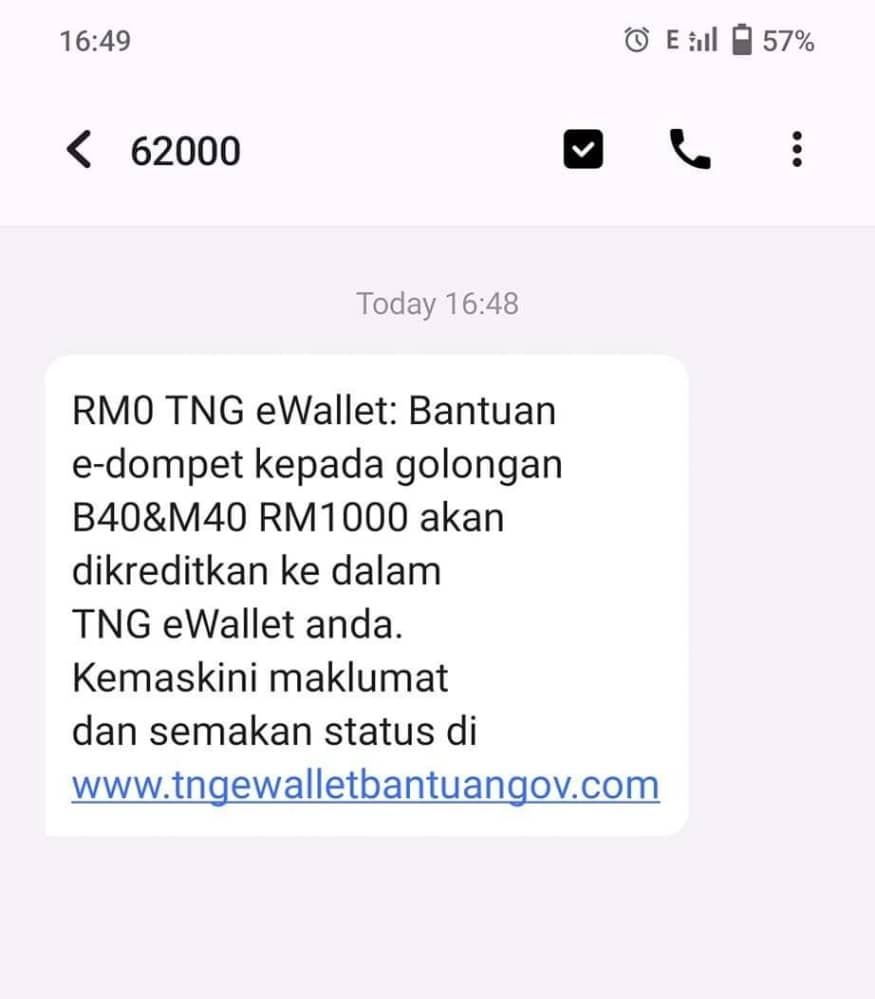 16:49 E 57%
62000
Today 16:48
RM0 TNG eWallet: Bantuan
e-dompet kepada golongan
B40&M40 RM1000 akan
dikreditkan ke dalam
TNG eWallet anda.
Kemaskini maklumat
dan semakan status di
www.tngewalletbantuangov.com